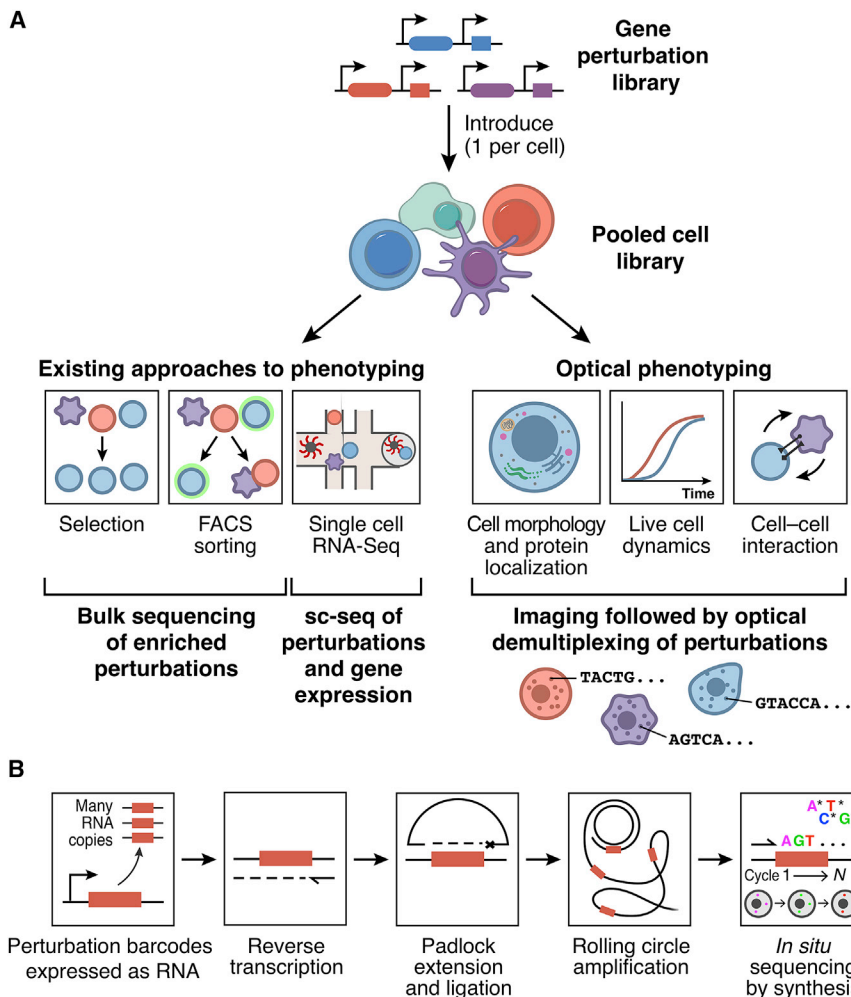 A
Gene
perturbation
library
Introduce
(1 per cell)
Pooled cell
library
Existing approaches to phenotyping
Optical phenotyping
Time
Selection
FACS
sorting
Single cell
RNA-Seq
Cell morphology
and protein
localization
Live cell
dynamics
Cell–cell
interaction
Bulk sequencing
of enriched
perturbations
sc-seq of
perturbations
and gene
expression
Imaging followed by optical
demultiplexing of perturbations
TACTG...
GTACCA...
AGTCA...
B
Many
RNA
copies
A* T*
C* G
AGT ...
Cycle 1 → N
Perturbation barcodes
expressed as RNA
Reverse
transcription
Padlock
extension
and ligation
Rolling circle
amplification
In situ
sequencing
by synthesi